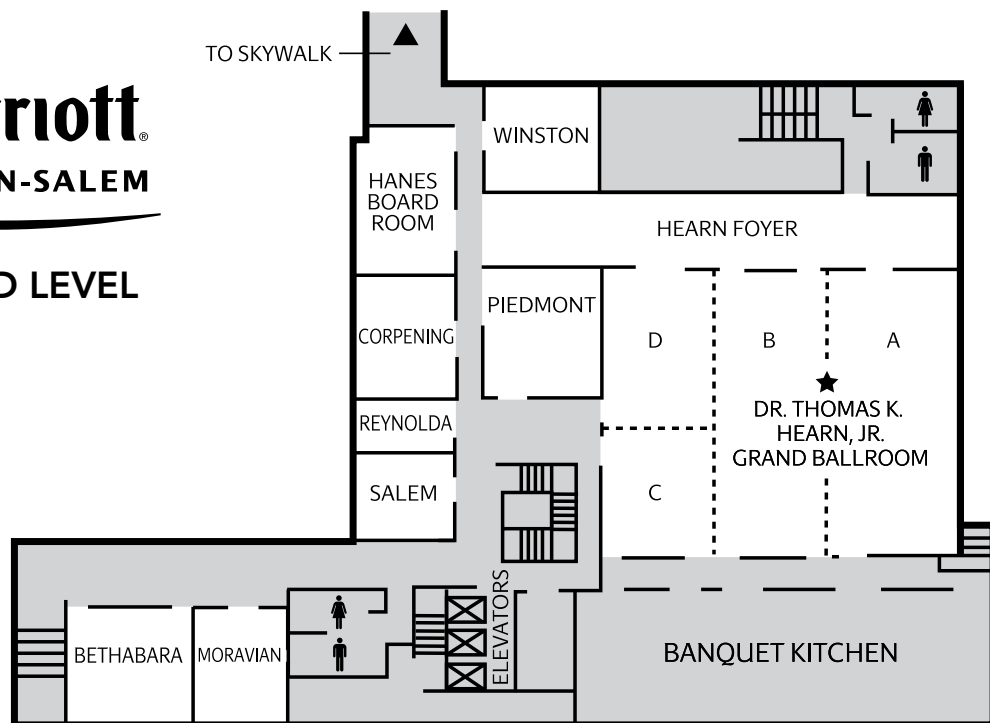 TO SKYWALK
rriott®
N-SALEM
D LEVEL
WINSTON
HANES
BOARD
ROOM
HEARN FOYER
PIEDMONT
CORPENING
D
B
A
REYNOLDA
DR. THOMAS K.
HEARN, JR.
GRAND BALLROOM
SALEM
C
ELEVATORS
BETHABARA
MORAVIAN
BANQUET KITCHEN